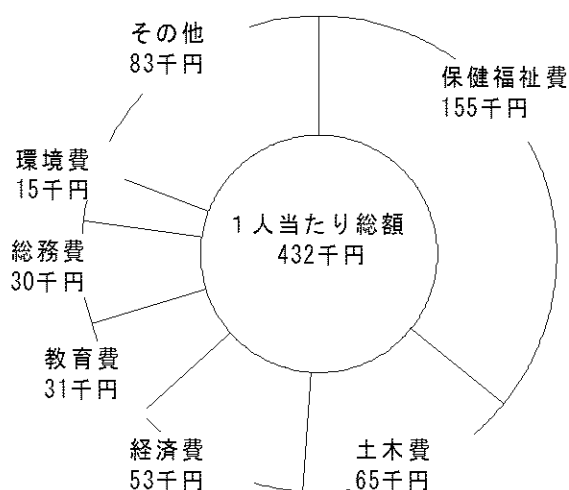 その他
83千円
保健福祉費
155千円
環境費
15千円
1人当たり総額
432千円
総務費
30千円
教育費
31千円
経済費
53千円
土木費
65千円